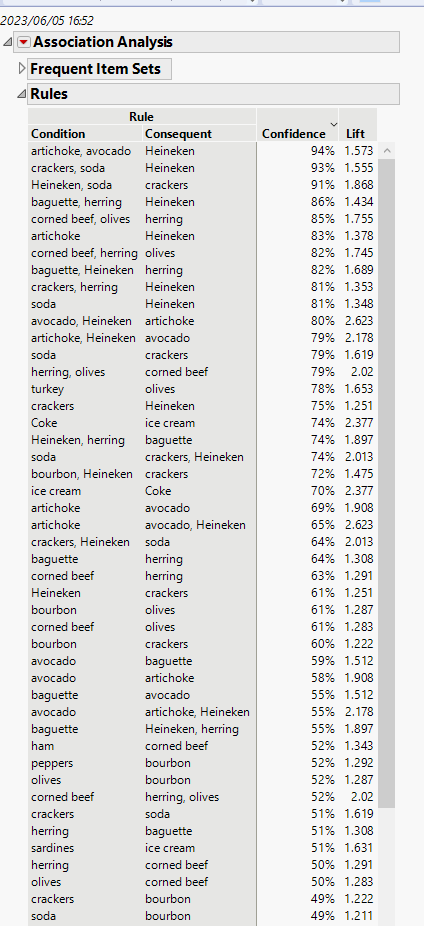 2023/06/05 16:52
Association Analysis
Frequent Item Sets
Rules
Rule
Condition Consequent Confidence Lift
artichoke, avocado Heineken 94% 1.573
crackers, soda Heineken 93% 1.555
Heineken, soda crackers 91% 1.868
baguette, herring Heineken 86% 1.434
corned beef, olives herring 85% 1.755
artichoke Heineken 83% 1.378
corned beef, herring olives 82% 1.745
baguette, Heineken herring 82% 1.689
crackers, herring Heineken 81% 1.353
soda Heineken 81% 1.348
avocado, Heineken artichoke 80% 2.623
artichoke, Heineken avocado 79% 2.178
soda crackers 79% 1.619
herring, olives corned beef 79% 2.02
turkey olives 78% 1.653
crackers Heineken 75% 1.251
Coke ice cream 74% 2.377
Heineken, herring baguette 74% 1.897
soda crackers, Heineken 74% 2.013
bourbon, Heineken crackers 72% 1.475
ice cream Coke 70% 2.377
artichoke avocado 69% 1.908
artichoke avocado, Heineken 65% 2.623
crackers, Heineken soda 64% 2.013
baguette herring 64% 1.308
corned beef herring 63% 1.291
Heineken crackers 61% 1.251
bourbon olives 61% 1.287
corned beef olives 61% 1.283
bourbon crackers 60% 1.222
avocado baguette 59% 1.512
avocado artichoke 58% 1.908
baguette avocado 55% 1.512
avocado artichoke, Heineken 55% 2.178
baguette Heineken, herring 55% 1.897
ham corned beef 52% 1.343
peppers bourbon 52% 1.292
olives bourbon 52% 1.287
corned beef herring, olives 52% 2.02
crackers soda 51% 1.619
herring baguette 51% 1.308
sardines ice cream 51% 1.631
herring corned beef 50% 1.291
olives corned beef 50% 1.283
crackers bourbon 49% 1.222
soda bourbon 49% 1.211